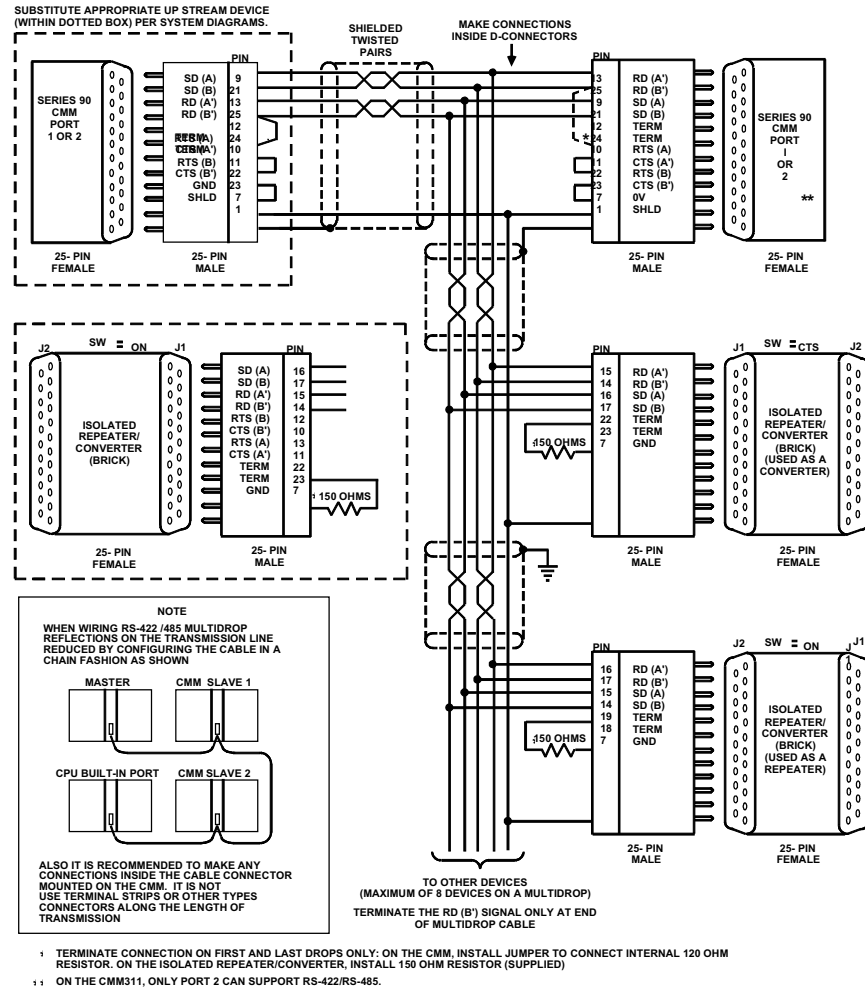 SUBSTITUTE APPROPRIATE UP STREAM DEVICE
(WITHIN DOTTED BOX) PER SYSTEM DIAGRAMS.
SHIELDED
TWISTED
PAIRS
MAKE CONNECTIONS
INSIDE D-CONNECTORS
SERIES 90
CMM
PORT
1 OR 2
PIN
SD (A) 9
SD (B) 21
RD (A') 13
RD (B') 25
12
TERM 24
10
RTS (B) 11
CTS (B') 22
GND 23
SHLD 7
1
25- PIN
FEMALE
25- PIN
MALE
PIN
13 RD (A')
25 RD (B')
9 SD (A)
21 SD (B)
12 TERM
*24 TERM
10 RTS (A)
11 CTS (A')
22 RTS (B)
23 CTS (B')
7 0V
1 SHLD
SERIES 90
CMM
PORT
I
OR
2
**
25- PIN
MALE
25- PIN
FEMALE
J2 SW = ON J1
PIN
SD (A) 16
SD (B) 17
RD (A') 15
RD (B') 14
RTS (B) 12
CTS (B') 10
RTS (A) 13
CTS (A') 11
TERM 22
TERM 23
GND 7
150 OHMS
ISOLATED
REPEATER/
CONVERTER
(BRICK)
25- PIN
FEMALE
25- PIN
MALE
PIN
15 RD (A')
14 RD (B')
16 SD (A)
17 SD (B)
22 TERM
23 TERM
7 GND
150 OHMS
J1 SW = CTS J2
ISOLATED
REPEATER/
CONVERTER
(BRICK)
(USED AS A
CONVERTER)
25- PIN
MALE
25- PIN
FEMALE
NOTE
WHEN WIRING RS-422 /485 MULTIDROP
REFLECTIONS ON THE TRANSMISSION LINE
REDUCED BY CONFIGURING THE CABLE IN A
CHAIN FASHION AS SHOWN
MASTER
CMM SLAVE 1
CPU BUILT-IN PORT
CMM SLAVE 2
ALSO IT IS RECOMMENDED TO MAKE ANY
CONNECTIONS INSIDE THE CABLE CONNECTOR
MOUNTED ON THE CMM. IT IS NOT
USE TERMINAL STRIPS OR OTHER TYPES
CONNECTORS ALONG THE LENGTH OF
TRANSMISSION
PIN
16 RD (A')
17 RD (B')
15 SD (A)
14 SD (B)
19 TERM
18 TERM
7 GND
150 OHMS
J2 SW = ON J1
J
1
ISOLATED
REPEATER/
CONVERTER
(BRICK)
(USED AS A
REPEATER)
25- PIN
MALE
25- PIN
FEMALE
TO OTHER DEVICES
(MAXIMUM OF 8 DEVICES ON A MULTIDROP)
TERMINATE THE RD (B') SIGNAL ONLY AT END
OF MULTIDROP CABLE
TERMINATE CONNECTION ON FIRST AND LAST DROPS ONLY: ON THE CMM, INSTALL JUMPER TO CONNECT INTERNAL 120 OHM
RESISTOR. ON THE ISOLATED REPEATER/CONVERTER, INSTALL 150 OHM RESISTOR (SUPPLIED)
ON THE CMM311, ONLY PORT 2 CAN SUPPORT RS-422/RS-485.